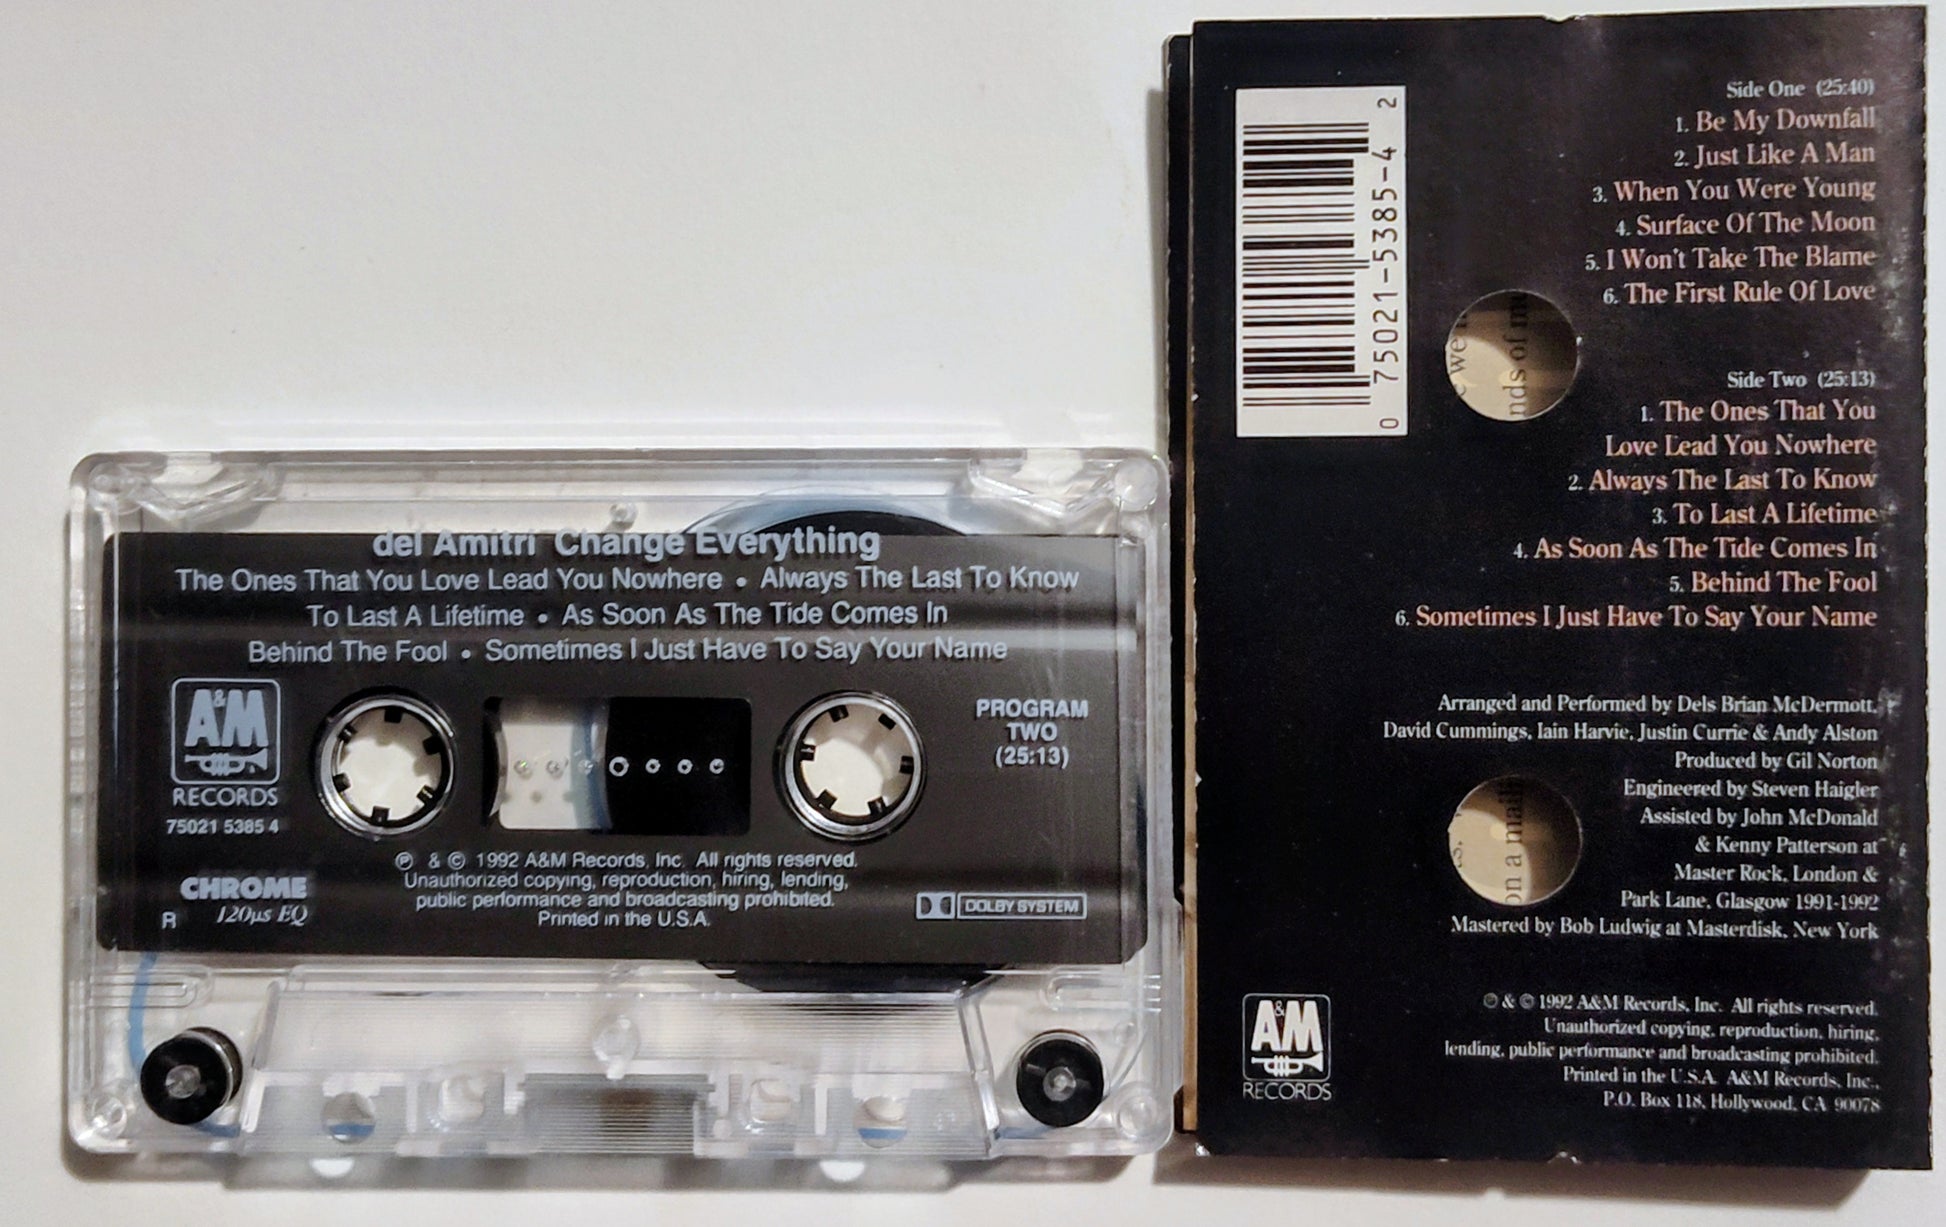 del Amitri Change Everything
The Ones That You Love Lead You Nowhere • Always The Last To Know
To Last A Lifetime • As Soon As The Tide Comes In
Behind The Fool • Sometimes I Just Have To Say Your Name
A&M
RECORDS
75021 5385 4
PROGRAM
TWO
(25:13)
CHROME
120µs EQ
R
℗ & © 1992 A&M Records, Inc. All rights reserved.
Unauthorized copying, reproduction, hiring, lending,
public performance and broadcasting prohibited.
Printed in the U.S.A.
DOLBY SYSTEM
0 75021-5385-4 2
Side One (25:40)
1. Be My Downfall
2. Just Like A Man
3. When You Were Young
4. Surface Of The Moon
5. I Won't Take The Blame
6. The First Rule Of Love
Side Two (25:13)
1. The Ones That You
Love Lead You Nowhere
2. Always The Last To Know
3. To Last A Lifetime
4. As Soon As The Tide Comes In
5. Behind The Fool
6. Sometimes I Just Have To Say Your Name
Arranged and Performed by Dels Brian McDermott,
David Cummings, Iain Harvie, Justin Currie & Andy Alston
Produced by Gil Norton
Engineered by Steven Haigler
Assisted by John McDonald
& Kenny Patterson at
Master Rock, London &
Park Lane, Glasgow 1991-1992
Mastered by Bob Ludwig at Masterdisk, New York
℗ & © 1992 A&M Records, Inc. All rights reserved.
Unauthorized copying, reproduction, hiring,
lending, public performance and broadcasting prohibited.
Printed in the U.S.A. A&M Records, Inc.,
P.O. Box 118, Hollywood, CA 90078
A&M
RECORDS
nds of
on a